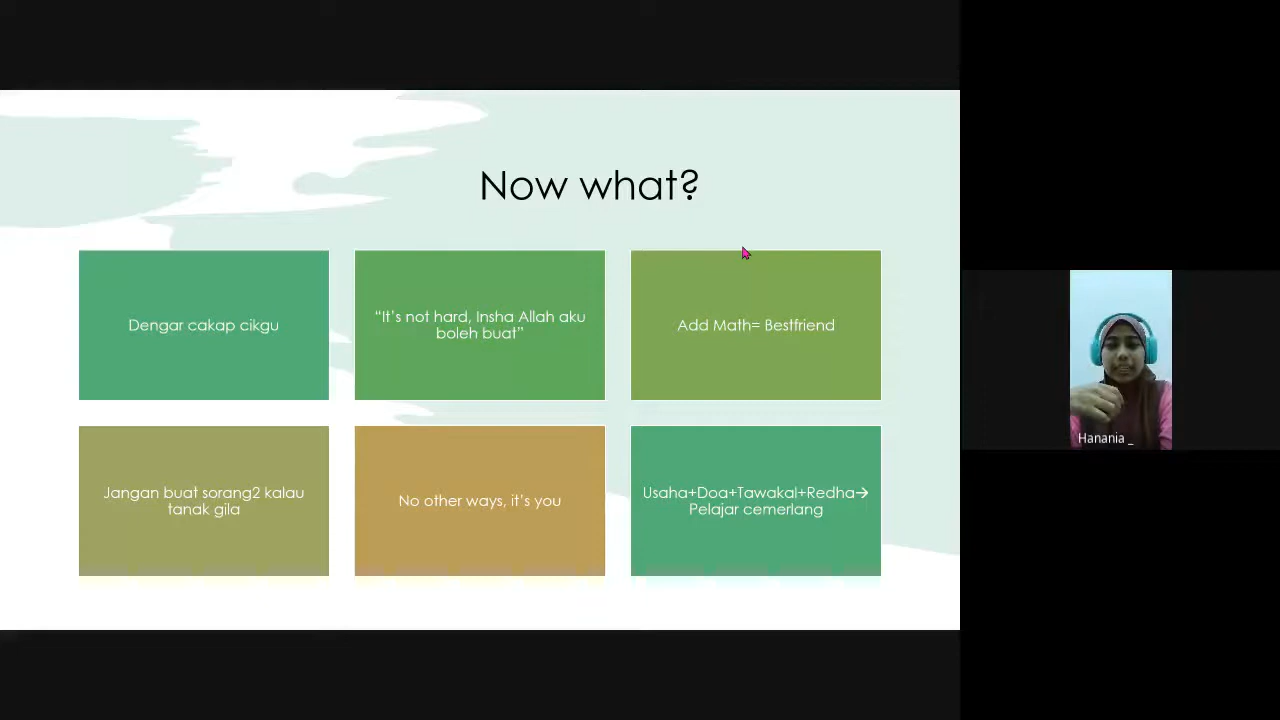 Now what?
Dengar cakap cikgu
“It’s not hard, Insha Allah aku
boleh buat”
Add Math= Bestfriend
Jangan buat sorang2 kalau
tanak gila
No other ways, it’s you
Usaha+Doa+Tawakal+Redha→
Pelajar cemerlang
Hanania _